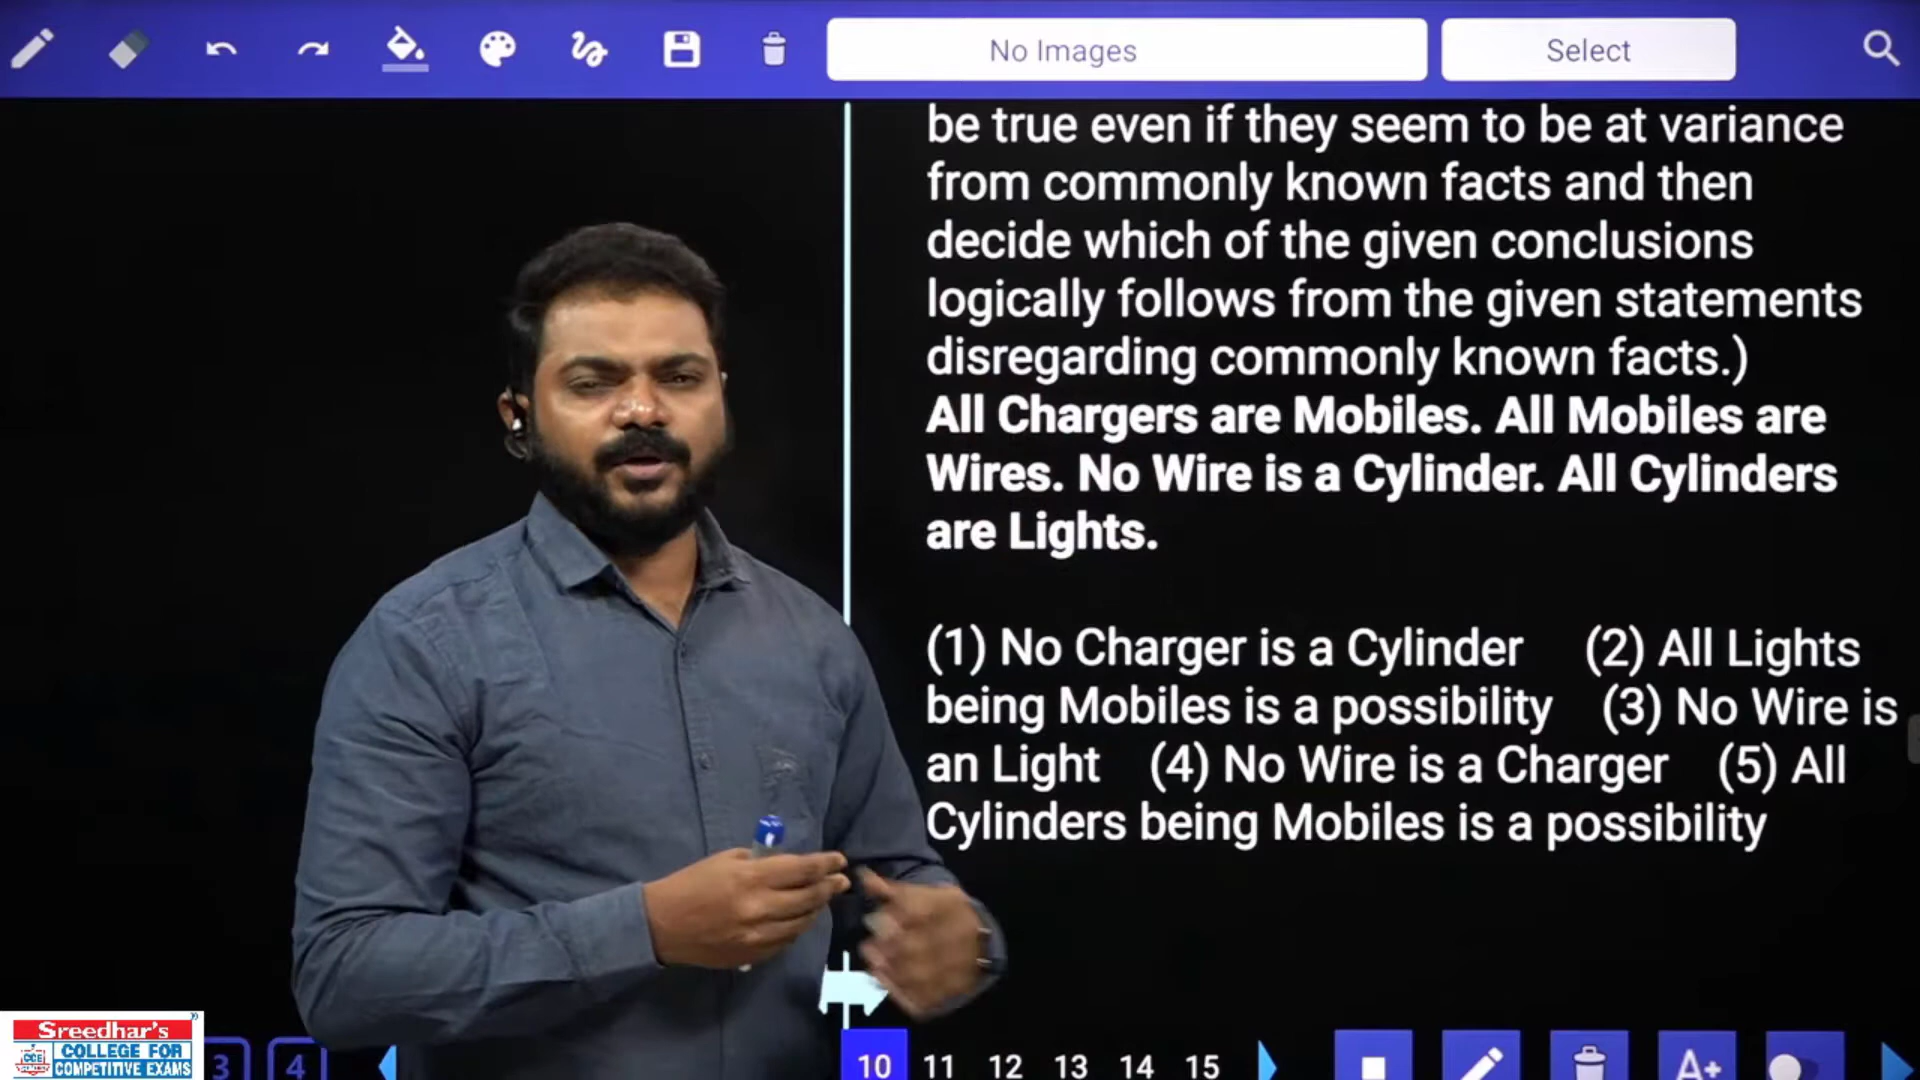 No Images
Select
be true even if they seem to be at variance
from commonly known facts and then
decide which of the given conclusions
logically follows from the given statements
disregarding commonly known facts.)
All Chargers are Mobiles. All Mobiles are
Wires. No Wire is a Cylinder. All Cylinders
are Lights.
(1) No Charger is a Cylinder (2) All Lights
being Mobiles is a possibility (3) No Wire is
an Light (4) No Wire is a Charger (5) All
Cylinders being Mobiles is a possibility
Sreedhar's
CCE
COLLEGE FOR
COMPETITIVE EXAMS
3 4
10 11 12 13 14 15
A+